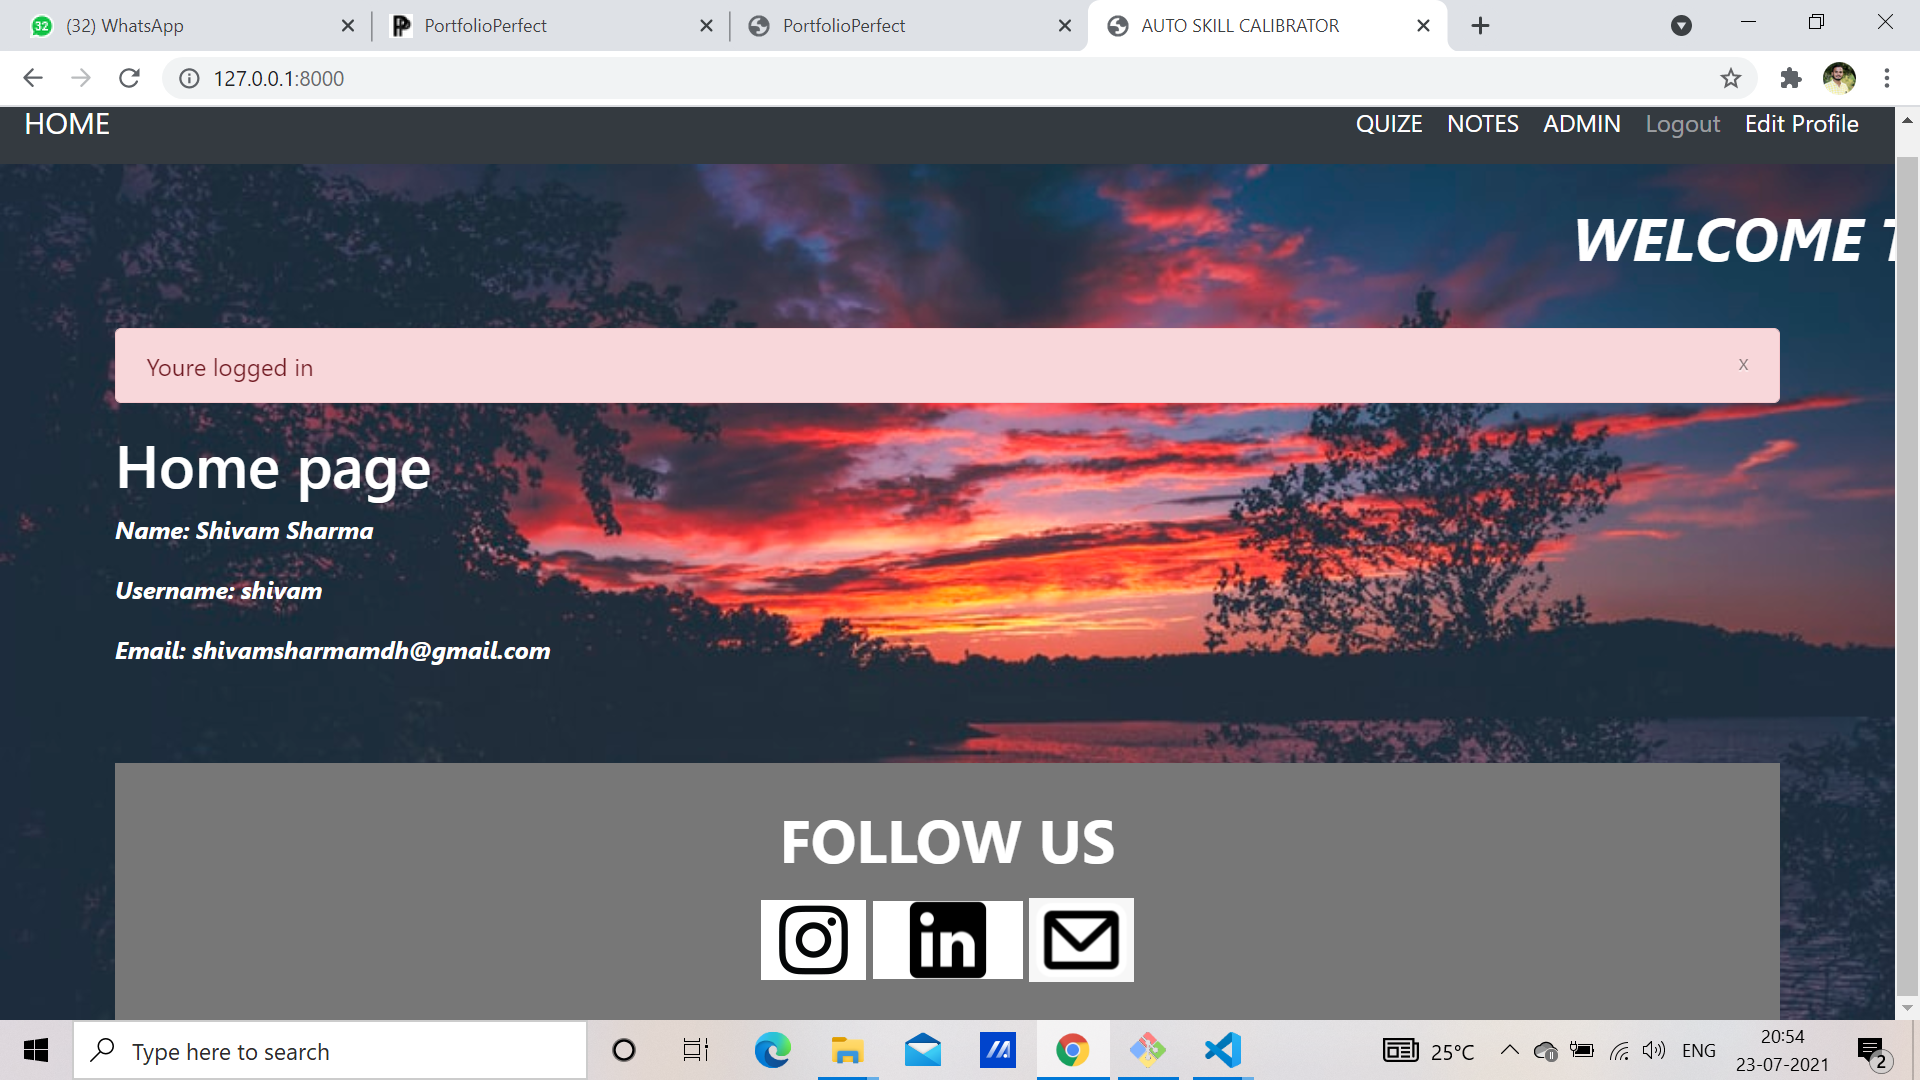 (32) WhatsApp
PortfolioPerfect
PortfolioPerfect
AUTO SKILL CALIBRATOR
127.0.0.1:8000
HOME
QUIZE NOTES ADMIN Logout Edit Profile
WELCOME T
Youre logged in
x
Home page
Name: Shivam Sharma
Username: shivam
Email: shivamsharmamdh@gmail.com
FOLLOW US
in
Type here to search
25°C
ENG
20:54
23-07-2021
2